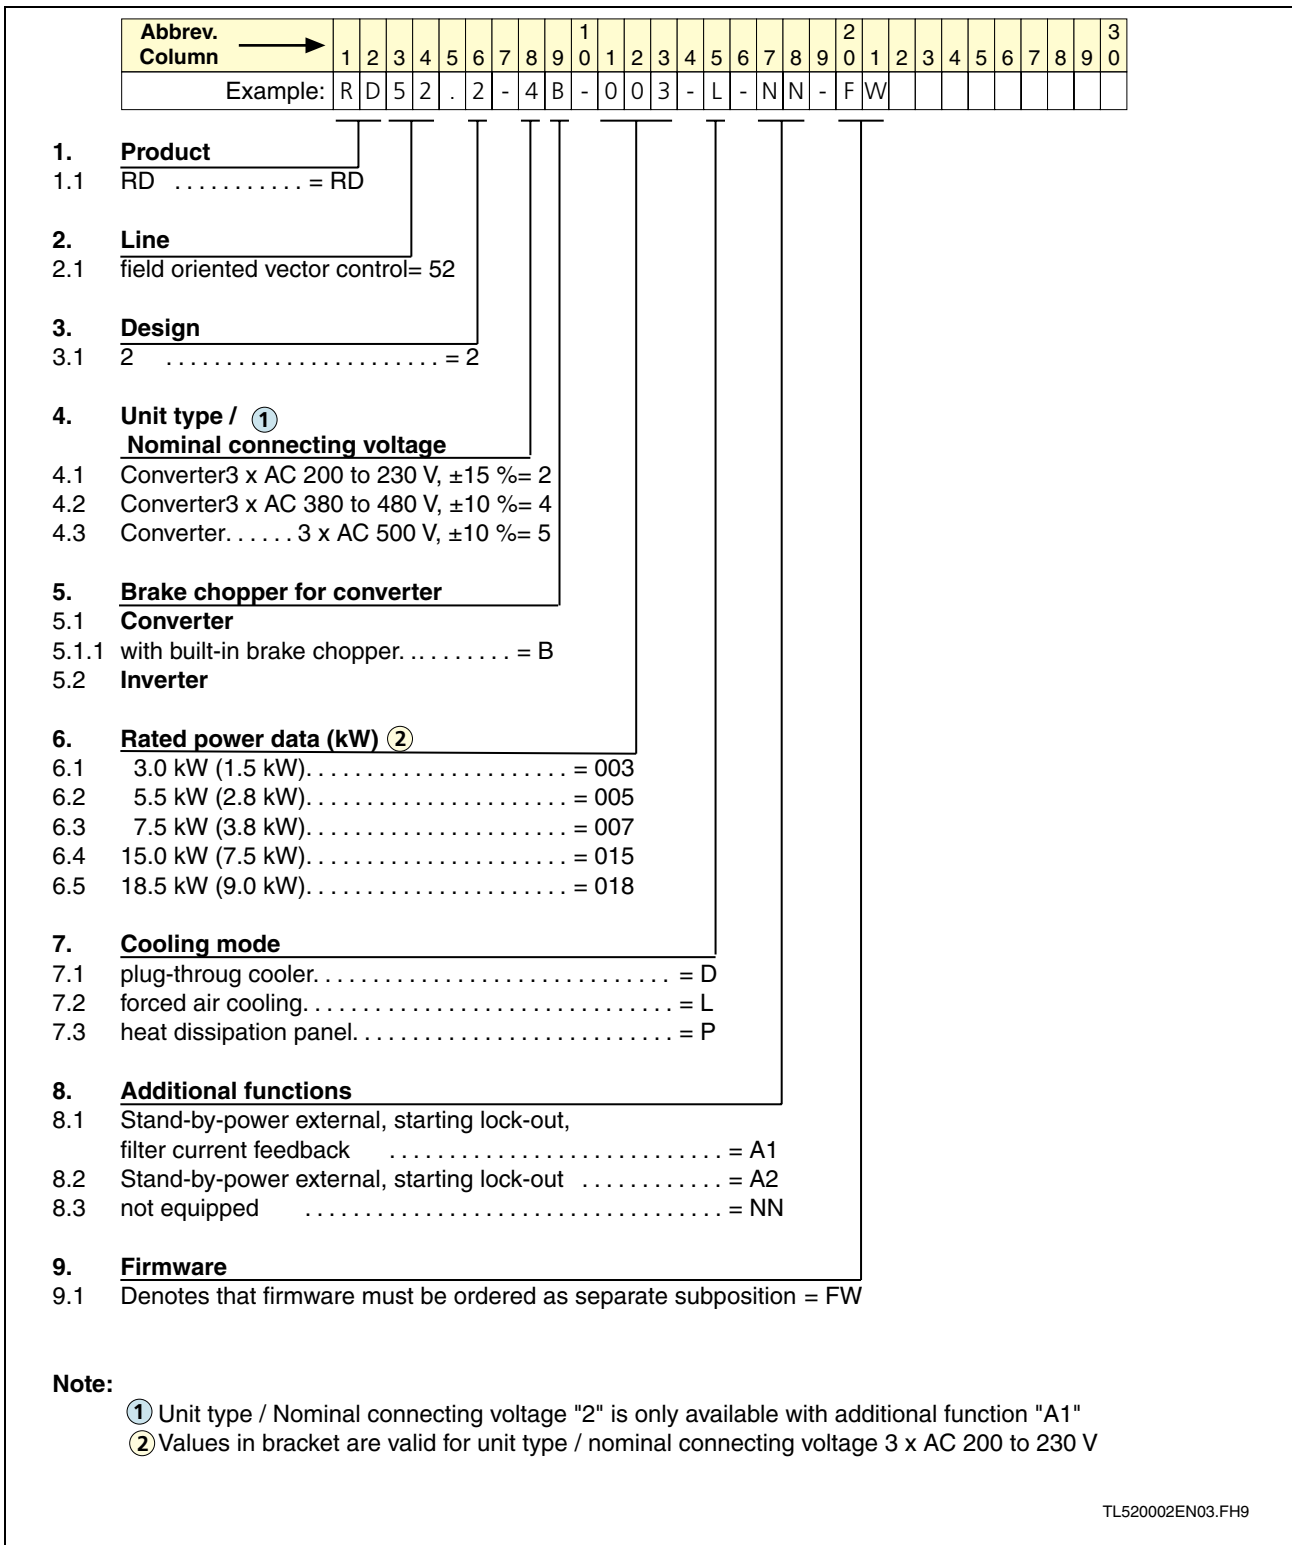 Abbrev. 1 2 3
Column 1 2 3 4 5 6 7 8 9 0 1 2 3 4 5 6 7 8 9 0 1 2 3 4 5 6 7 8 9 0
Example: R D 5 2 . 2 - 4 B - 0 0 3 - L - N N - F W
1. Product
1.1 RD . . . . . . . . . . . = RD
2. Line
2.1 field oriented vector control= 52
3. Design
3.1 2 . . . . . . . . . . . . . . . . . . . . . . . = 2
4. Unit type / 1
Nominal connecting voltage
4.1 Converter3 x AC 200 to 230 V, ±15 %= 2
4.2 Converter3 x AC 380 to 480 V, ±10 %= 4
4.3 Converter. . . . . . 3 x AC 500 V, ±10 %= 5
5. Brake chopper for converter
5.1 Converter
5.1.1 with built-in brake chopper. .. . . . . . . . . = B
5.2 Inverter
6. Rated power data (kW) 2
6.1 3.0 kW (1.5 kW). . . . . . . . . . . . . . . . . . . . . . = 003
6.2 5.5 kW (2.8 kW). . . . . . . . . . . . . . . . . . . . . . = 005
6.3 7.5 kW (3.8 kW). . . . . . . . . . . . . . . . . . . . . . = 007
6.4 15.0 kW (7.5 kW). . . . . . . . . . . . . . . . . . . . . . = 015
6.5 18.5 kW (9.0 kW). . . . . . . . . . . . . . . . . . . . . . = 018
7. Cooling mode
7.1 plug-throug cooler. . . . . . . . . . . . . . . . . . . . . . . . . . . . . . = D
7.2 forced air cooling. . . . . . . . . . . . . . . . . . . . . . . . . . . . . . . = L
7.3 heat dissipation panel. . . . . . . . . . . . . . . . . . . . . . . . . . . = P
8. Additional functions
8.1 Stand-by-power external, starting lock-out,
filter current feedback . . . . . . . . . . . . . . . . . . . . . . . . . . . . = A1
8.2 Stand-by-power external, starting lock-out . . . . . . . . . . . . = A2
8.3 not equipped . . . . . . . . . . . . . . . . . . . . . . . . . . . . . . . . . . . = NN
9. Firmware
9.1 Denotes that firmware must be ordered as separate subposition = FW
Note:
1 Unit type / Nominal connecting voltage "2" is only available with additional function "A1"
2 Values in bracket are valid for unit type / nominal connecting voltage 3 x AC 200 to 230 V
TL520002EN03.FH9